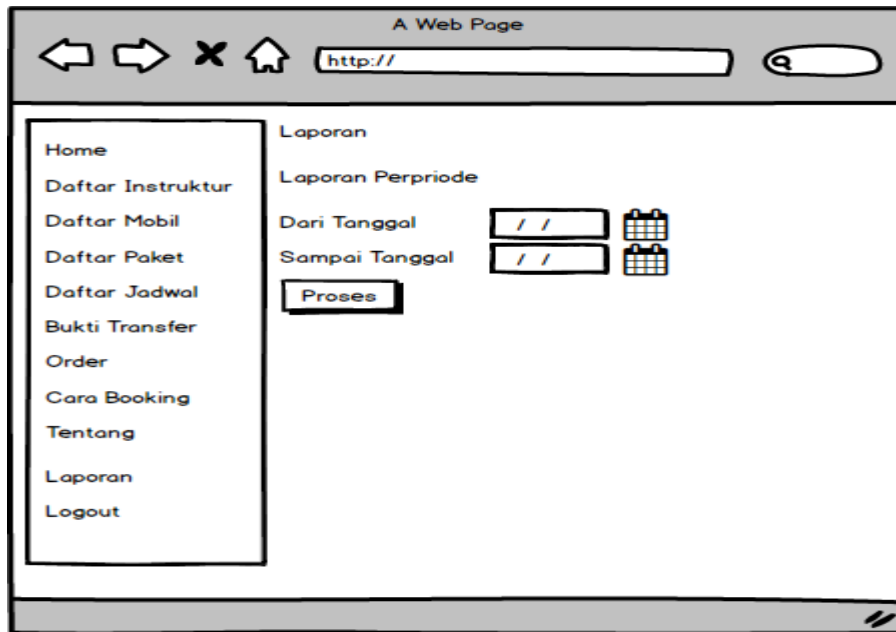 A Web Page
http://
Home
Daftar Instruktur
Daftar Mobil
Daftar Paket
Daftar Jadwal
Bukti Transfer
Order
Cara Booking
Tentang
Laporan
Logout
Laporan
Laporan Perpriode
Dari Tanggal / /
Sampai Tanggal / /
Proses